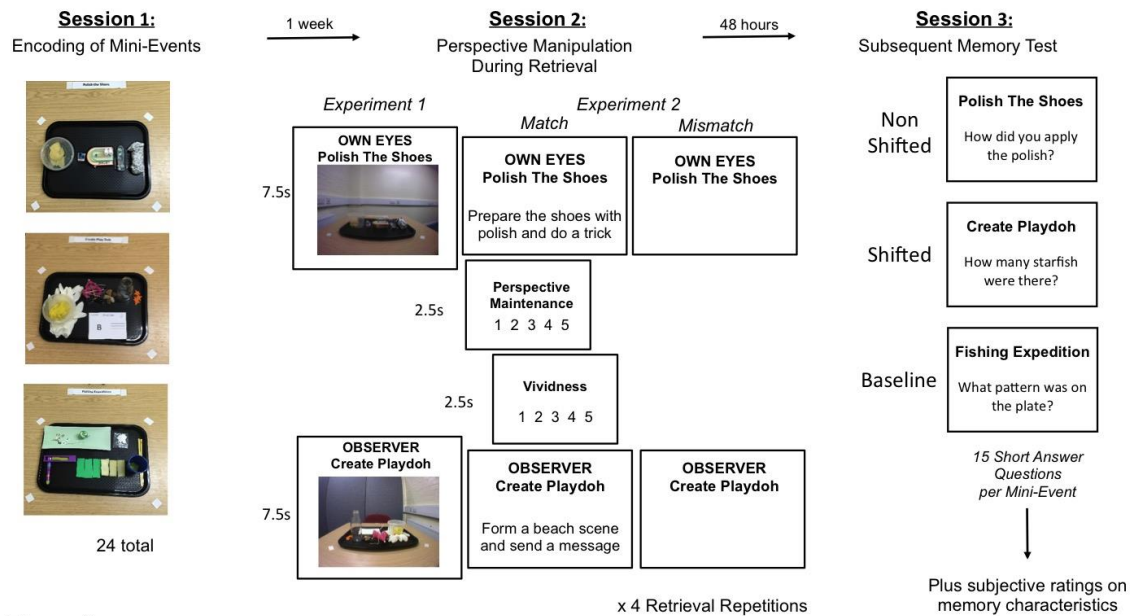 Session 1:
Encoding of Mini-Events
1 week
Session 2:
Perspective Manipulation
During Retrieval
48 hours
Session 3:
Subsequent Memory Test
Polish the Shoes
Fishing Expedition
B
24 total
Experiment 1
Experiment 2
Match
Mismatch
7.5s
OWN EYES
Polish The Shoes
OWN EYES
Polish The Shoes
Prepare the shoes with
polish and do a trick
OWN EYES
Polish The Shoes
2.5s
Perspective
Maintenance
1 2 3 4 5
2.5s
Vividness
1 2 3 4 5
7.5s
OBSERVER
Create Playdoh
OBSERVER
Create Playdoh
Form a beach scene
and send a message
OBSERVER
Create Playdoh
x 4 Retrieval Repetitions
Non
Shifted
Polish The Shoes
How did you apply
the polish?
Shifted
Create Playdoh
How many starfish
were there?
Baseline
Fishing Expedition
What pattern was on
the plate?
15 Short Answer
Questions
per Mini-Event
Plus subjective ratings on
memory characteristics